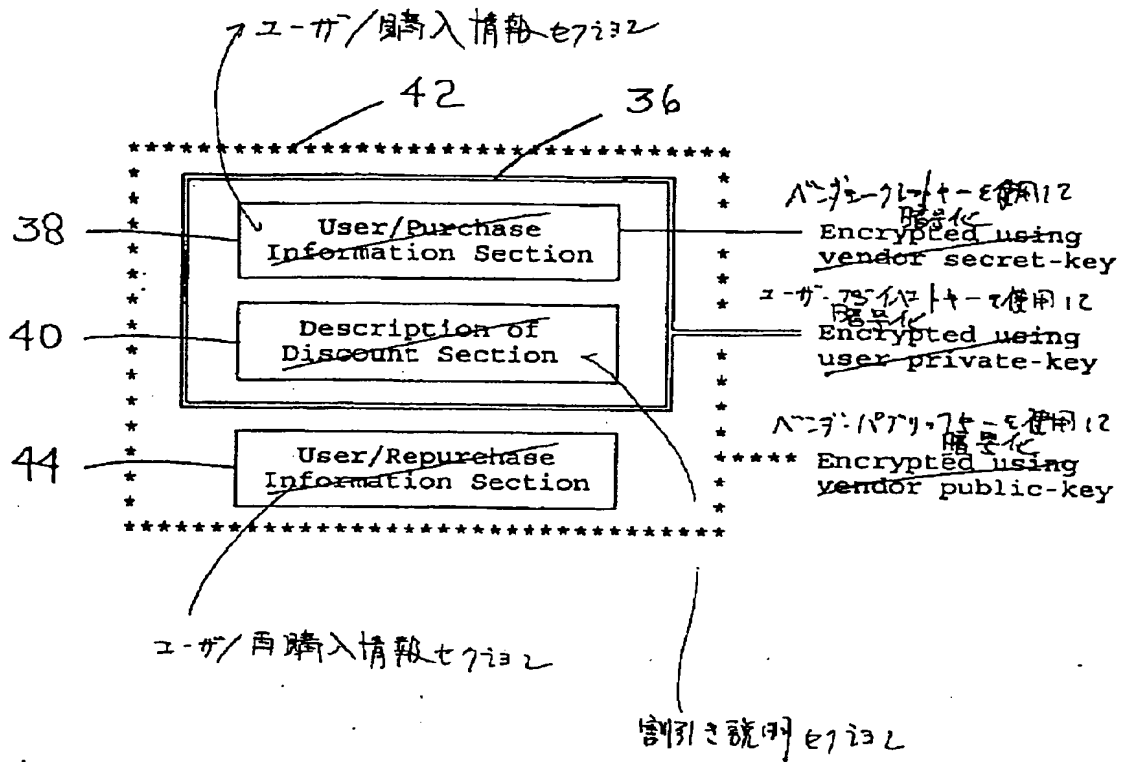 ユーザ/購入情報セクション
42
36
38
User/Purchase
Information Section
ベンダシークレットキーを使用して
暗号化
Encrypted using
vendor secret-key
40
Description of
Discount Section
ユーザ・プライベートキーを使用して
暗号化
Encrypted using
user private-key
44
User/Repurchase
Information Section
ベンダ・パブリックキーを使用して
暗号化
Encrypted using
vendor public-key
ユーザ/再購入情報セクション
割引き説明セクション